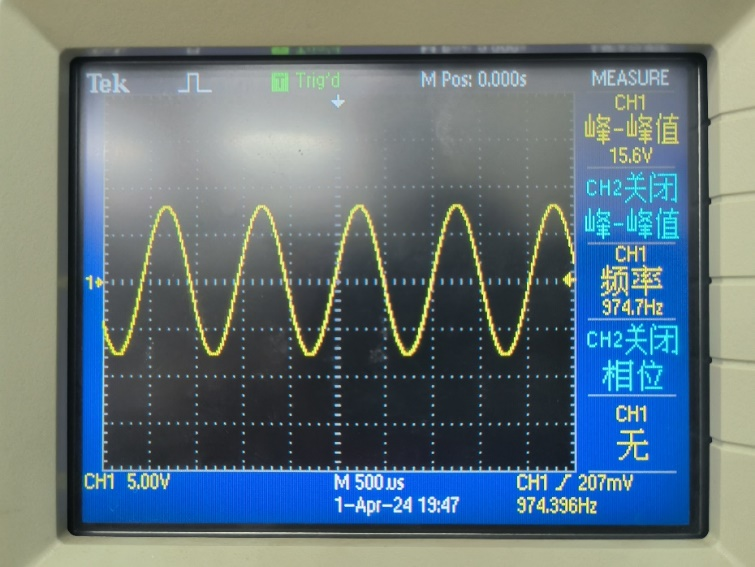 Tek
T Trig'd
M Pos: 0.000s
MEASURE
CH1
峰-峰值
15.6V
CH2关闭
峰-峰值
CH1
频率
974.7Hz
CH2关闭
相位
CH1
无
1
CH1 5.00V
M 500us
CH1 207mV
1-Apr-24 19:47
974.396Hz